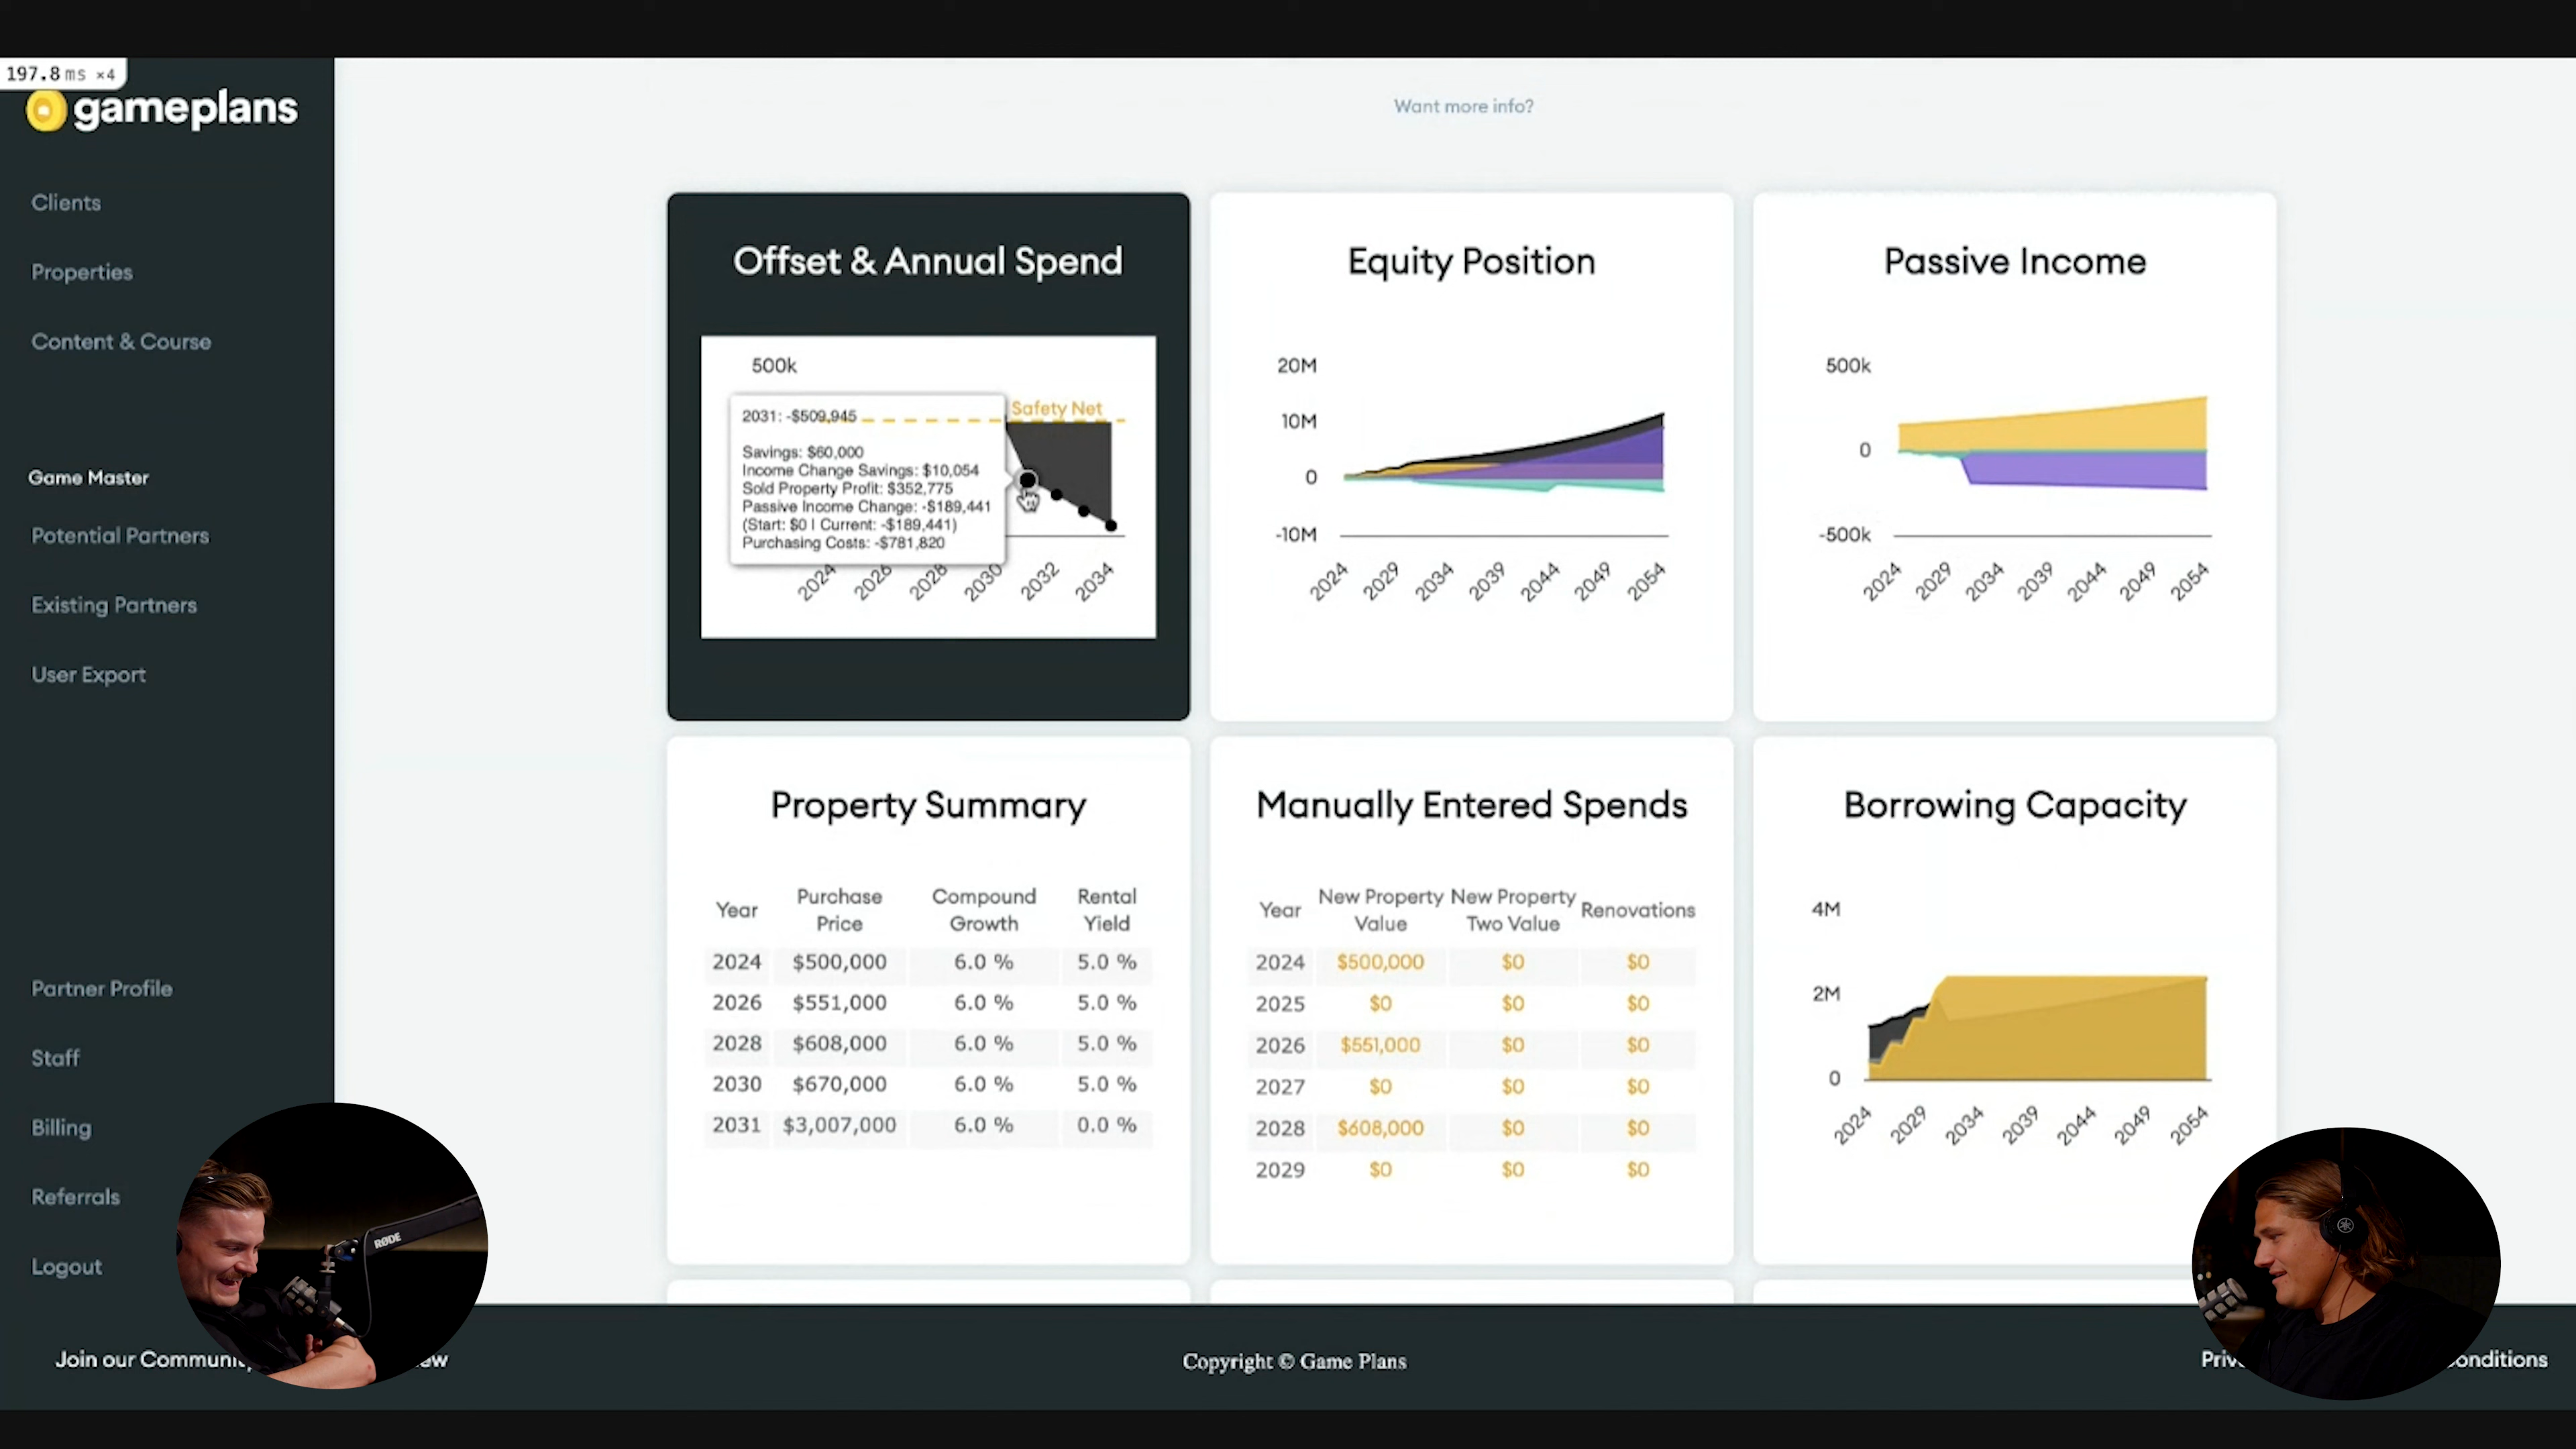 197.8 ms ×4
gameplans
Clients
Properties
Content & Course
Game Master
Potential Partners
Existing Partners
User Export
Partner Profile
Staff
Billing
Referrals
Logout
Want more info?
Offset & Annual Spend
500k
Safety Net
2031: -$509,945
Savings: $60,000
Income Change Savings: $10,054
Sold Property Profit: $352,775
Passive Income Change: -$189,441
(Start: $0 | Current: -$189,441)
Purchasing Costs: -$781,820
2024 2026 2028 2030 2032 2034
Equity Position
20M
10M
0
-10M
2024 2029 2034 2039 2044 2049 2054
Passive Income
500k
0
-500k
2024 2029 2034 2039 2044 2049 2054
Property Summary
Year Purchase Price Compound Growth Rental Yield
2024 $500,000 6.0 % 5.0 %
2026 $551,000 6.0 % 5.0 %
2028 $608,000 6.0 % 5.0 %
2030 $670,000 6.0 % 5.0 %
2031 $3,007,000 6.0 % 0.0 %
Manually Entered Spends
Year New Property Value New Property Two Value Renovations
2024 $500,000 $0 $0
2025 $0 $0 $0
2026 $551,000 $0 $0
2027 $0 $0 $0
2028 $608,000 $0 $0
2029 $0 $0 $0
Borrowing Capacity
4M
2M
0
2024 2029 2034 2039 2044 2049 2054
RØDE
Join our
Copyright © Game Plans